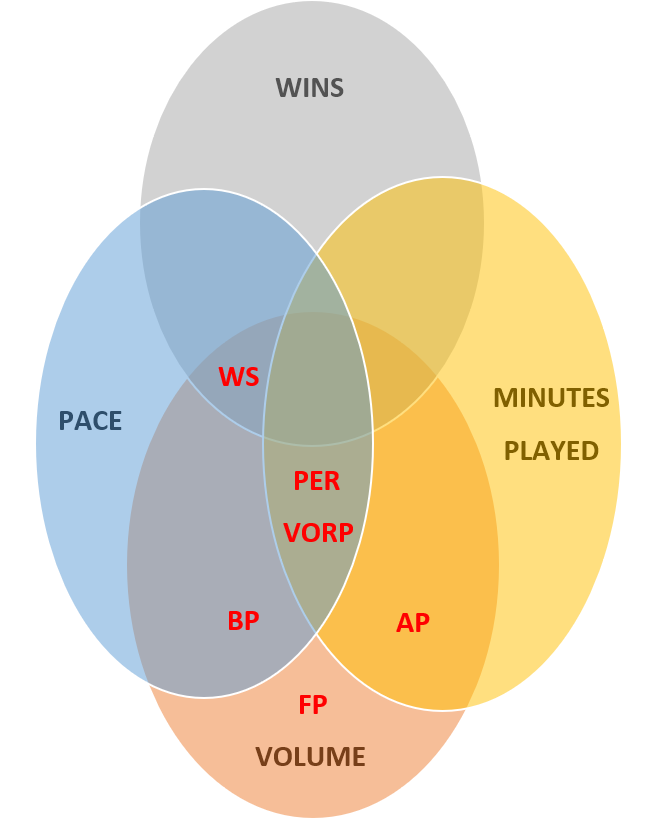 WINS
WS
PACE
MINUTES
PLAYED
PER
VORP
BP
AP
FP
VOLUME